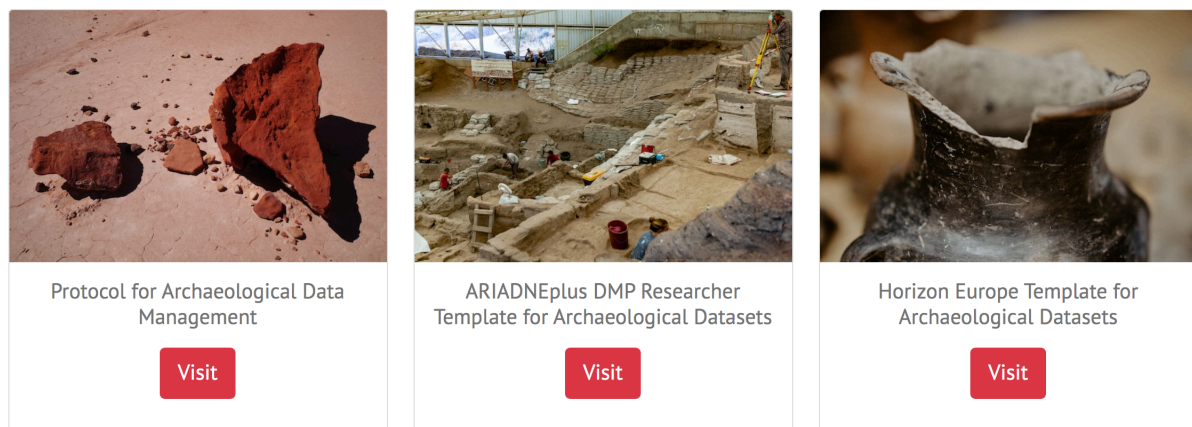 Protocol for Archaeological Data
Management
Visit
ARIADNEplus DMP Researcher
Template for Archaeological Datasets
Visit
Horizon Europe Template for
Archaeological Datasets
Visit